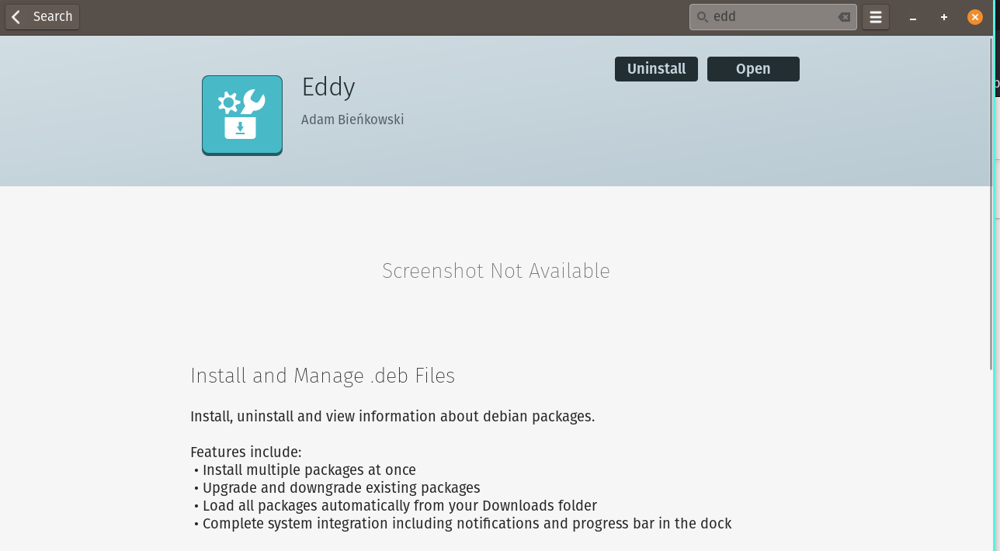 Search
edd
Uninstall
Open
Eddy
Adam Bieńkowski
Screenshot Not Available
Install and Manage .deb Files
Install, uninstall and view information about debian packages.
Features include:
• Install multiple packages at once
• Upgrade and downgrade existing packages
• Load all packages automatically from your Downloads folder
• Complete system integration including notifications and progress bar in the dock